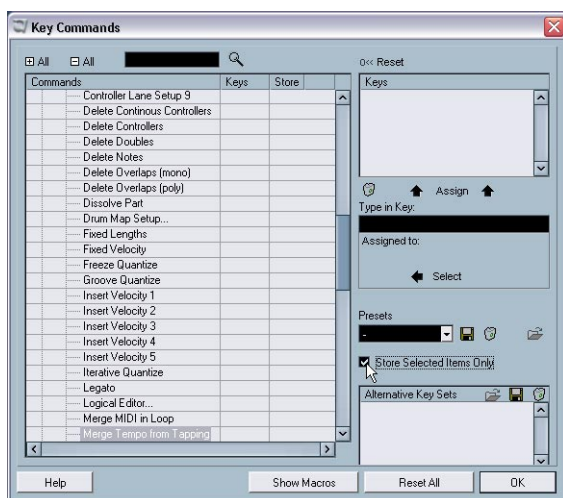 Key Commands
All
All
0<< Reset
Commands Keys Store
Keys
Controller Lane Setup 9
Delete Continous Controllers
Delete Controllers
Delete Doubles
Delete Notes
Delete Overlaps (mono)
Delete Overlaps (poly)
Dissolve Part
Drum Map Setup...
Fixed Lengths
Fixed Velocity
Freeze Quantize
Groove Quantize
Insert Velocity 1
Insert Velocity 2
Insert Velocity 3
Insert Velocity 4
Insert Velocity 5
Iterative Quantize
Legato
Logical Editor...
Merge MIDI in Loop
Merge Tempo from Tapping
Assign
Type in Key:
Assigned to:
Select
Presets
-
Store Selected Items Only
Alternative Key Sets
Help
Show Macros
Reset All
OK